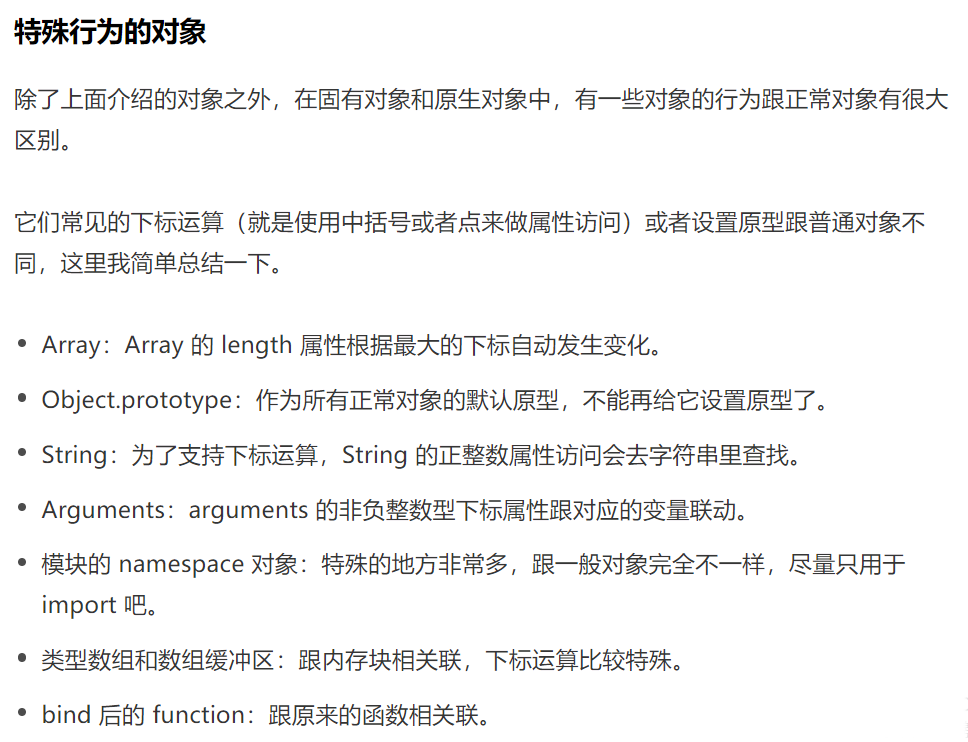 特殊行为的对象
除了上面介绍的对象之外，在固有对象和原生对象中，有一些对象的行为跟正常对象有很大
区别。
它们常见的下标运算（就是使用中括号或者点来做属性访问）或者设置原型跟普通对象不
同，这里我简单总结一下。
• Array：Array 的 length 属性根据最大的下标自动发生变化。
• Object.prototype：作为所有正常对象的默认原型，不能再给它设置原型了。
• String：为了支持下标运算，String 的正整数属性访问会去字符串里查找。
• Arguments：arguments 的非负整数型下标属性跟对应的变量联动。
• 模块的 namespace 对象：特殊的地方非常多，跟一般对象完全不一样，尽量只用于
import 吧。
• 类型数组和数组缓冲区：跟内存块相关联，下标运算比较特殊。
• bind 后的 function：跟原来的函数相关联。